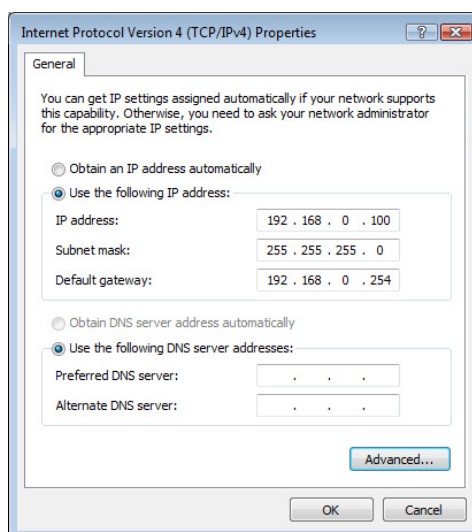 Internet Protocol Version 4 (TCP/IPv4) Properties
General
You can get IP settings assigned automatically if your network supports
this capability. Otherwise, you need to ask your network administrator
for the appropriate IP settings.
Obtain an IP address automatically
Use the following IP address:
IP address: 192 . 168 . 0 . 100
Subnet mask: 255 . 255 . 255 . 0
Default gateway: 192 . 168 . 0 . 254
Obtain DNS server address automatically
Use the following DNS server addresses:
Preferred DNS server: . . .
Alternate DNS server: . . .
Advanced...
OK Cancel